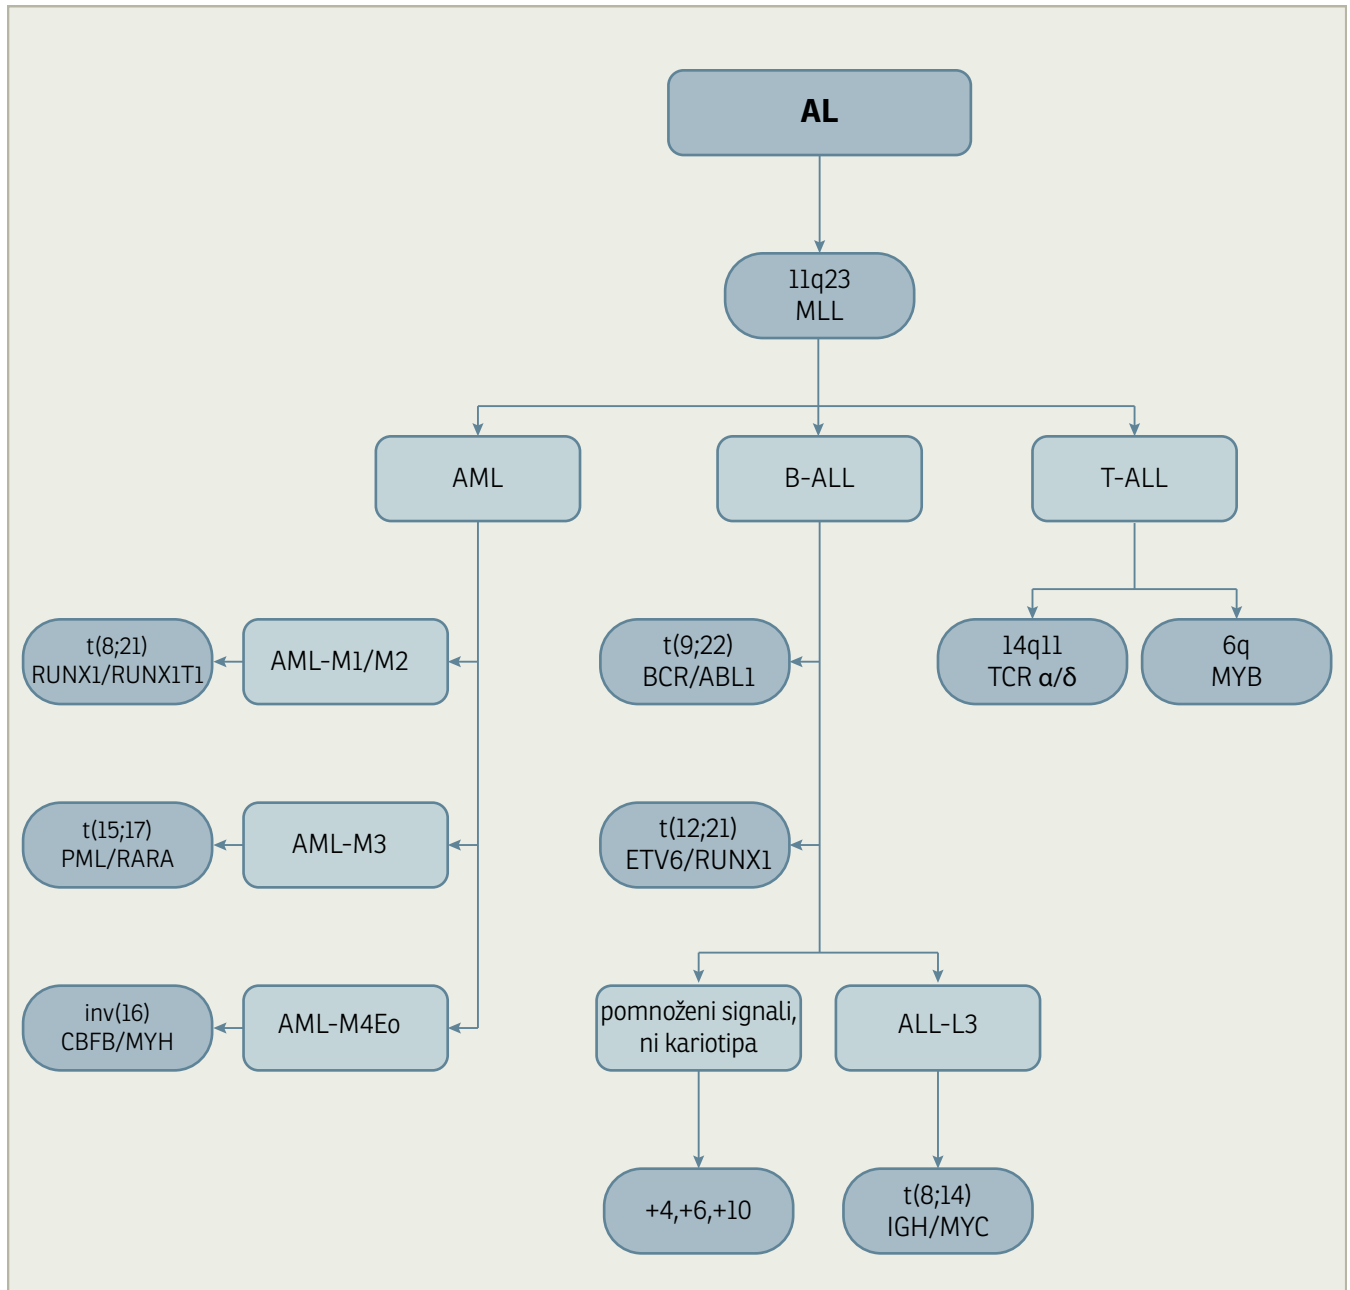 AL
11q23
MLL
AML
B-ALL
T-ALL
t(8;21)
RUNX1/RUNX1T1
AML-M1/M2
t(9;22)
BCR/ABL1
14q11
TCR α/δ
6q
MYB
t(15;17)
PML/RARA
AML-M3
t(12;21)
ETV6/RUNX1
inv(16)
CBFB/MYH
AML-M4Eo
pomnoženi signali,
ni kariotipa
ALL-L3
+4,+6,+10
t(8;14)
IGH/MYC